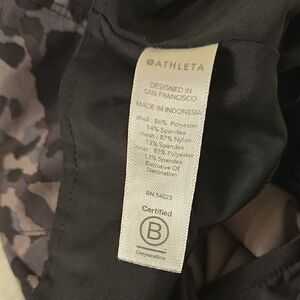 ATHLETA
DESIGNED IN
SAN FRANCISCO
MADE IN INDONESIA
shell : 86% Polyester
14% Spandex
mesh : 87% Nylon
13% Spandex
inner : 87% Polyester
13% Spandex
Exclusive Of
Decoration
RN 54023
Certified
B
Corporation